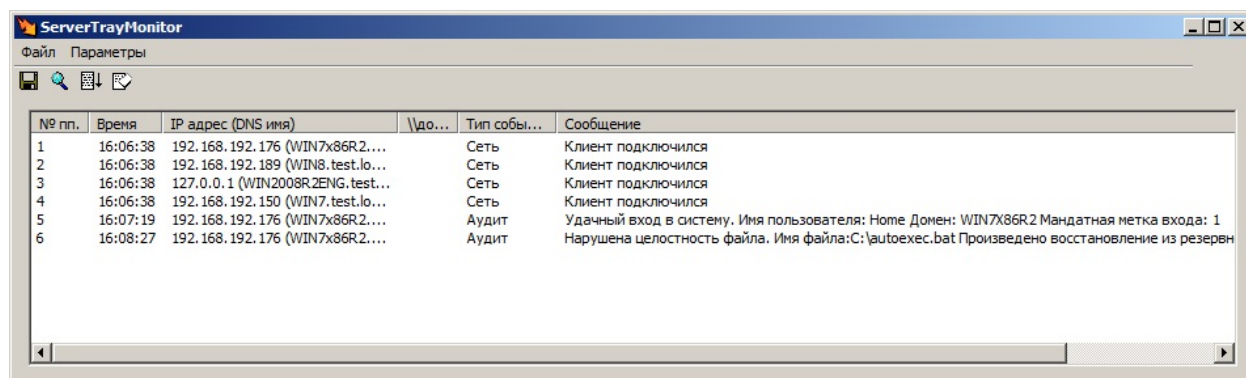 ServerTrayMonitor
Файл Параметры
№ пп. Время IP адрес (DNS имя) \\до... Тип собы... Сообщение
1 16:06:38 192.168.192.176 (WIN7x86R2.... Сеть Клиент подключился
2 16:06:38 192.168.192.189 (WIN8.test.lo... Сеть Клиент подключился
3 16:06:38 127.0.0.1 (WIN2008R2ENG.test... Сеть Клиент подключился
4 16:06:38 192.168.192.150 (WIN7.test.lo... Сеть Клиент подключился
5 16:07:19 192.168.192.176 (WIN7x86R2.... Аудит Удачный вход в систему. Имя пользователя: Home Домен: WIN7X86R2 Мандатная метка входа: 1
6 16:08:27 192.168.192.176 (WIN7x86R2.... Аудит Нарушена целостность файла. Имя файла:C:\autoexec.bat Произведено восстановление из резервн